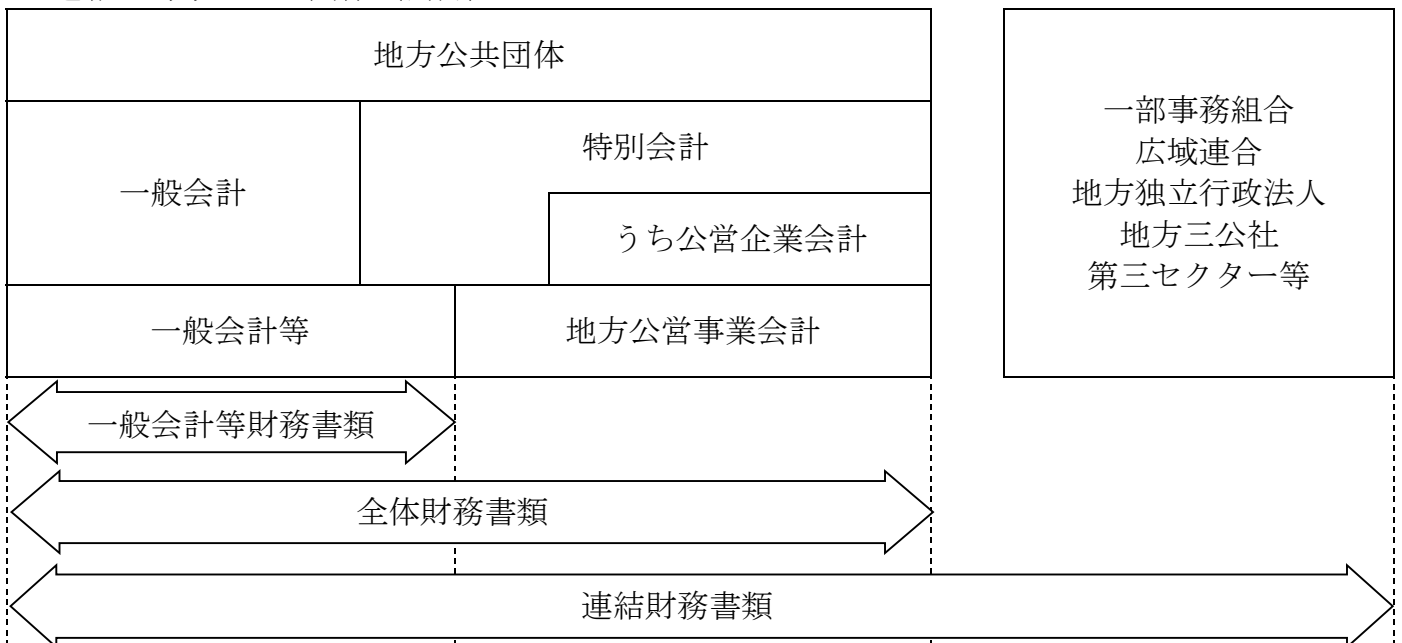 地方公共団体
一般会計
特別会計
うち公営企業会計
一般会計等
地方公営事業会計
一部事務組合
広域連合
地方独立行政法人
地方三公社
第三セクター等
一般会計等財務書類
全体財務書類
連結財務書類